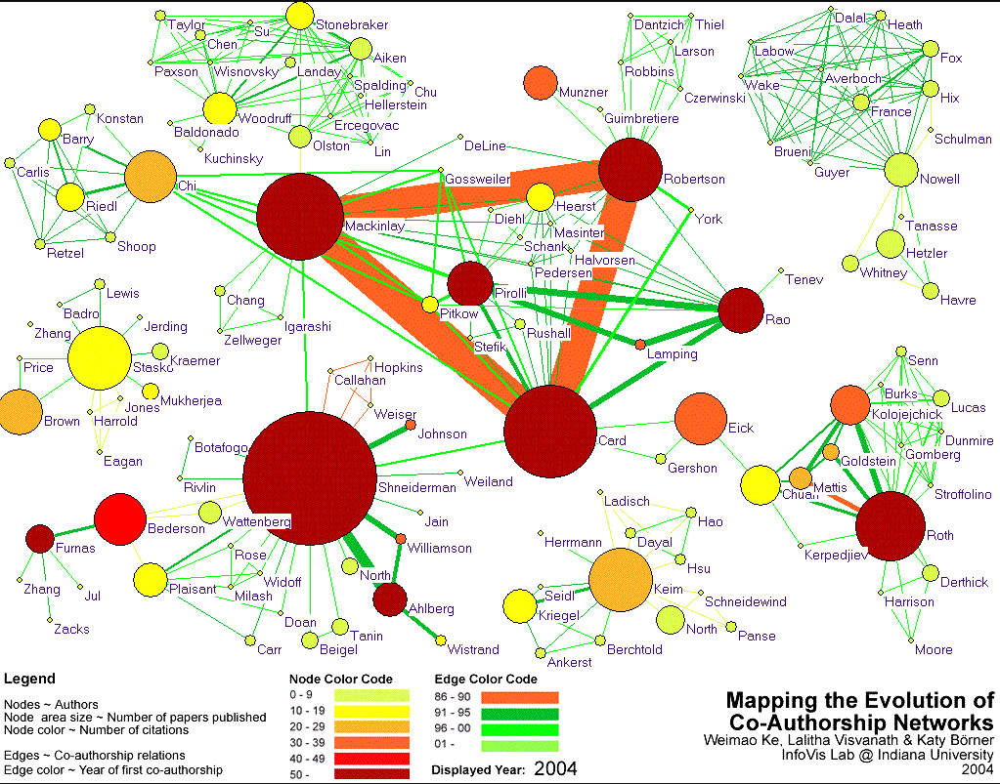 Taylor
Su
Stonebraker
Chen
Aiken
Paxson
Wisnovsky
Landay
Spalding
Chu
Hellerstein
Woodruff
Ercegovac
Baldonado
Olston
Lin
Kuchinsky
Dantzich
Thiel
Larson
Robbins
Munzner
Czerwinski
Guimbretiere
Dalal
Heath
Labow
Fox
Averboch
Wake
Hix
France
Schulman
Brueni
Guyer
Nowell
Tanasse
Hetzler
Whitney
Havre
Konstan
Barry
Carlis
Chi
Riedl
Retzel
Shoop
DeLine
Gossweiler
Robertson
Mackinlay
Hearst
Diehl
York
Masinter
Schank
Halvorsen
Pedersen
Pirolli
Tenev
Chang
Pitkow
Rao
Igarashi
Zellweger
Rushall
Stefik
Lamping
Lewis
Badro
Zhang
Jerding
Price
Stasko
Kraemer
Jones
Mukherjea
Brown
Harrold
Eagan
Hopkins
Callahan
Weiser
Johnson
Card
Eick
Gershon
Botafogo
Rivlin
Shneiderman
Weiland
Wattenberg
Jain
Bederson
Williamson
Furnas
Rose
North
Widoff
Zhang
Jul
Plaisant
Milash
Ahlberg
Zacks
Doan
Tanin
Carr
Beigel
Wistrand
Senn
Burks
Lucas
Kolojejchick
Dunmire
Goldstein
Gomberg
Mattis
Chuah
Stroffolino
Roth
Kerpedjiev
Derthick
Harrison
Moore
Ladisch
Hao
Herrmann
Dayal
Hsu
Seidl
Keim
Schneidewind
Kriegel
North
Panse
Berchtold
Ankerst
Legend
Nodes ~ Authors
Node area size ~ Number of papers published
Node color ~ Number of citations
Edges ~ Co-authorship relations
Edge color ~ Year of first co-authorship
Node Color Code
0 - 9
10 - 19
20 - 29
30 - 39
40 - 49
50 -
Edge Color Code
86 - 90
91 - 95
96 - 00
01 -
Displayed Year: 2004
Mapping the Evolution of
Co-Authorship Networks
Weimao Ke, Lalitha Visvanath & Katy Börner
InfoVis Lab @ Indiana University
2004